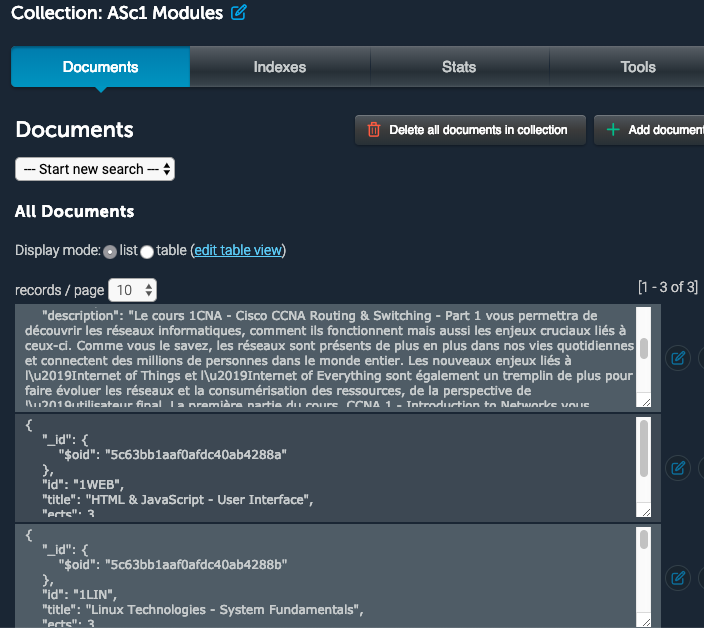 Collection: ASc1 Modules
Documents Indexes Stats Tools
Documents
Delete all documents in collection
Add document
--- Start new search ---
All Documents
Display mode: list table (edit table view)
records / page 10
[1 - 3 of 3]
"description": "Le cours 1CNA - Cisco CCNA Routing & Switching - Part 1 vous permettra de
découvrir les réseaux informatiques, comment ils fonctionnent mais aussi les enjeux cruciaux liés à
ceux-ci. Comme vous le savez, les réseaux sont présents de plus en plus dans nos vies quotidiennes
et connectent des millions de personnes dans le monde entier. Les nouveaux enjeux liés à
l\u2019Internet of Things et l\u2019Internet of Everything sont également un tremplin de plus pour
faire évoluer les réseaux et la consumérisation des ressources, de la perspective de
l\u2019utilisateur final. La première partie du cours, CCNA 1 - Introduction to Networks vous
{
"_id": {
"$oid": "5c63bb1aaf0afdc40ab4288a"
},
"id": "1WEB",
"title": "HTML & JavaScript - User Interface",
"ects": 3
{
"_id": {
"$oid": "5c63bb1aaf0afdc40ab4288b"
},
"id": "1LIN",
"title": "Linux Technologies - System Fundamentals",
"ects": 3